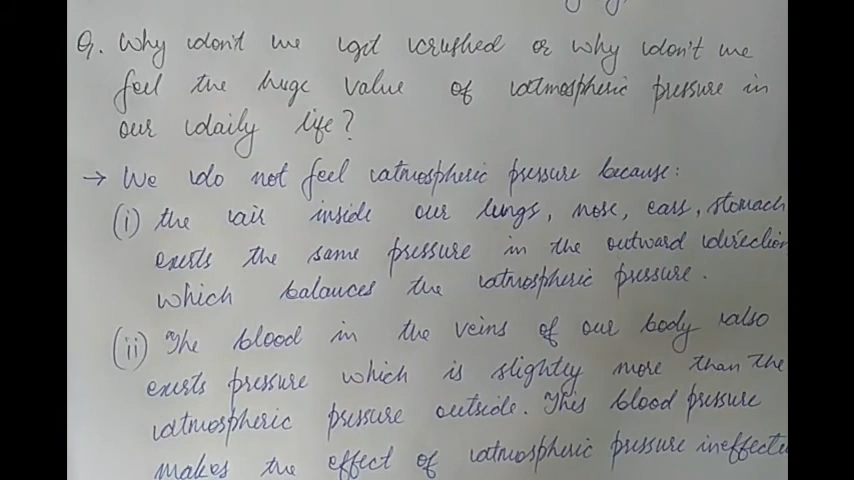 Q. Why don't we get crushed or why don't we
feel the huge value of atmospheric pressure in
our daily life?
→ We do not feel atmospheric pressure because:
(i) the air inside our lungs, nose, ears, stomach
exerts the same pressure in the outward direction
which balances the atmospheric pressure.
(ii) The blood in the veins of our body also
exerts pressure which is slightly more than the
atmospheric pressure outside. This blood pressure
makes the effect of atmospheric pressure